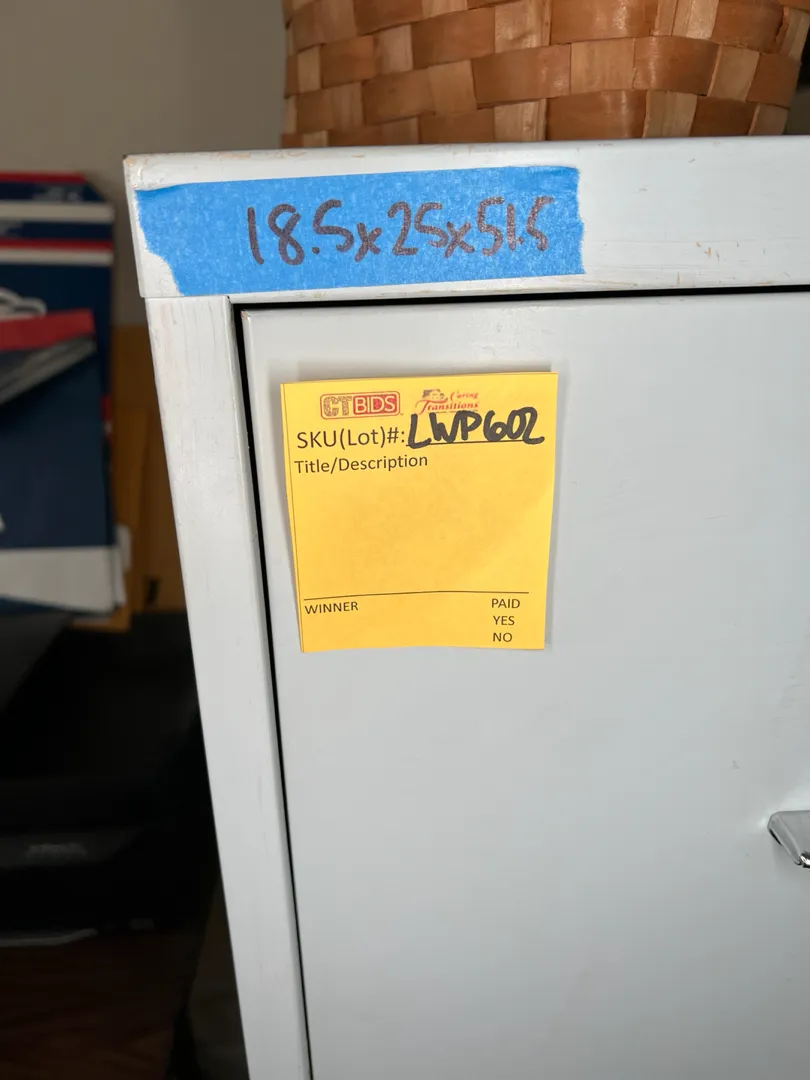 18.5x25x51.5
CTBIDS
Caring
Transitions
SKU(Lot)#: LWP602
Title/Description
WINNER
PAID
YES
NO